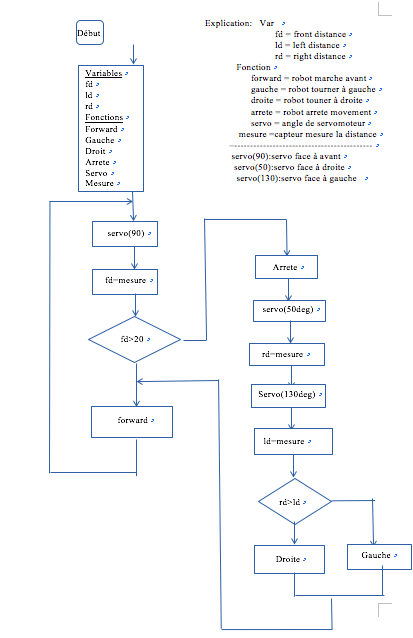 Début
Explication: Var
fd = front distance
ld = left distance
rd = right distance
Fonction
forward = robot marche avant
gauche = robot tourner à gauche
droite = robot touner à droite
arrete = robot arrete movement
servo = angle de servomoteur
mesure =capteur mesure la distance
servo(90):servo face à avant
servo(50):servo face à droite
servo(130):servo face à gauche
Variables
fd
ld
rd
Fonctions
Forward
Gauche
Droit
Arrete
Servo
Mesure
servo(90)
fd=mesure
fd>20
forward
Arrete
servo(50deg)
rd=mesure
Servo(130deg)
ld=mesure
rd>ld
Droite
Gauche